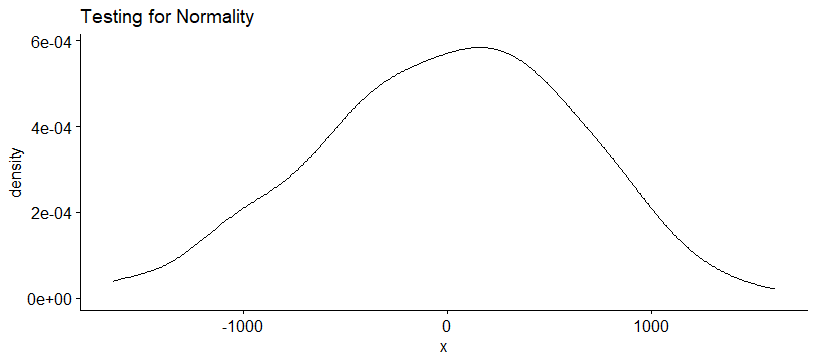 Testing for Normality
6e-04
4e-04
2e-04
0e+00
density
-1000
0
1000
x